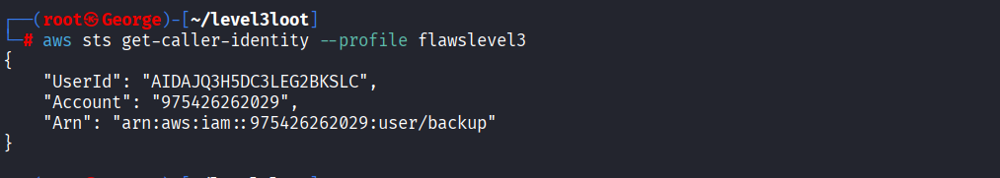 ┌──(root㉿George)-[~/level3loot]
└─# aws sts get-caller-identity --profile flawslevel3
{
    "UserId": "AIDAJQ3H5DC3LEG2BKSLC",
    "Account": "975426262029",
    "Arn": "arn:aws:iam::975426262029:user/backup"
}